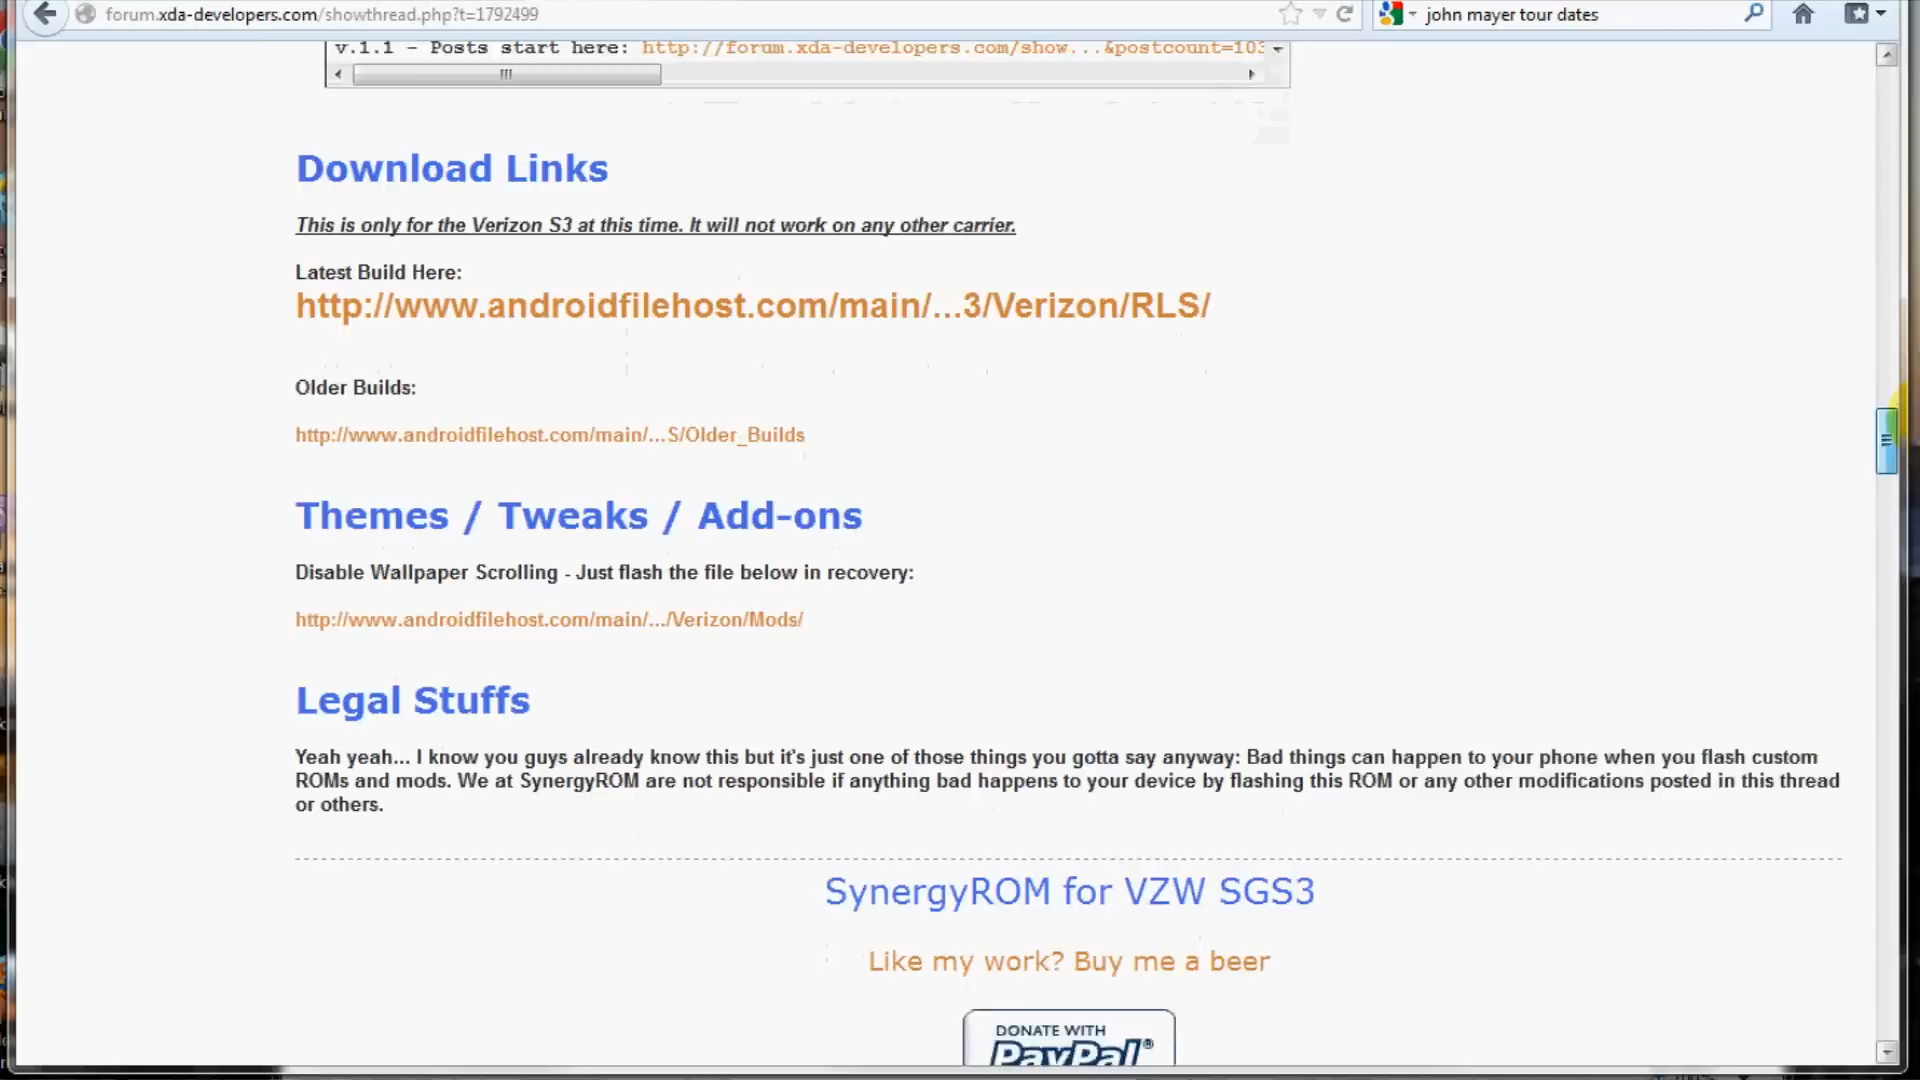 forum.xda-developers.com/showthread.php?t=1792499
john mayer tour dates
v.1.1 - Posts start here: http://forum.xda-developers.com/show...&postcount=103
Download Links
This is only for the Verizon S3 at this time. It will not work on any other carrier.
Latest Build Here:
http://www.androidfilehost.com/main/...3/Verizon/RLS/
Older Builds:
http://www.androidfilehost.com/main/...S/Older_Builds
Themes / Tweaks / Add-ons
Disable Wallpaper Scrolling - Just flash the file below in recovery:
http://www.androidfilehost.com/main/.../Verizon/Mods/
Legal Stuffs
Yeah yeah... I know you guys already know this but it's just one of those things you gotta say anyway: Bad things can happen to your phone when you flash custom
ROMs and mods. We at SynergyROM are not responsible if anything bad happens to your device by flashing this ROM or any other modifications posted in this thread
or others.
SynergyROM for VZW SGS3
Like my work? Buy me a beer
DONATE WITH
PayPal®